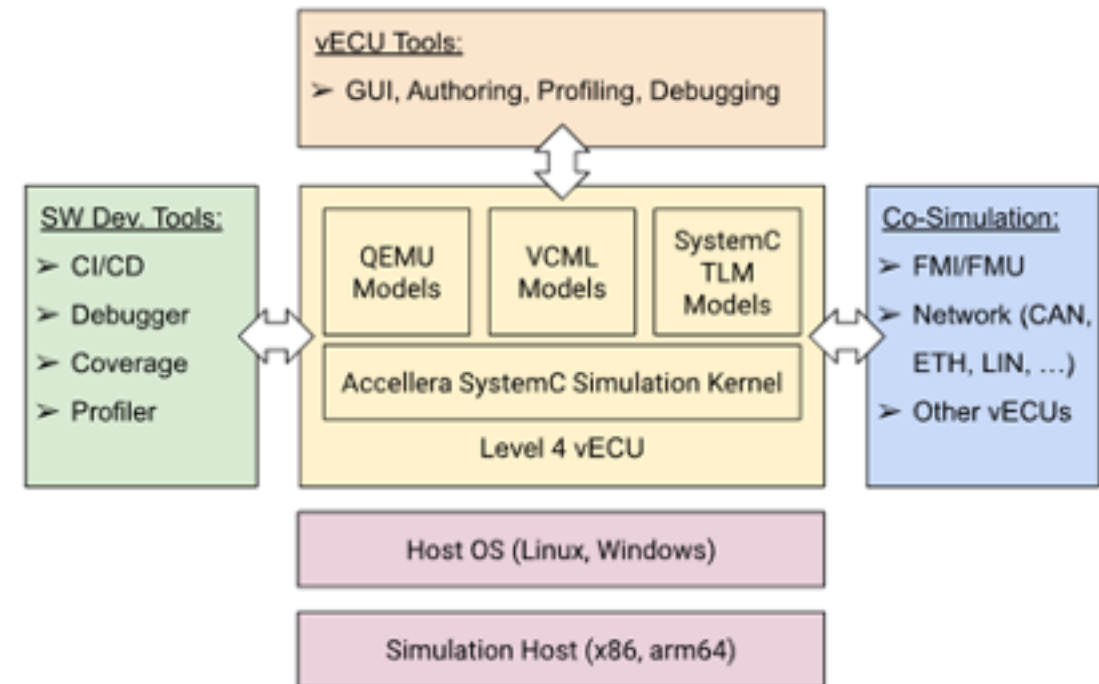 vECU Tools:
➢ GUI, Authoring, Profiling, Debugging
SW Dev. Tools:
➢ CI/CD
➢ Debugger
➢ Coverage
➢ Profiler
QEMU
Models
VCML
Models
SystemC
TLM
Models
Accellera SystemC Simulation Kernel
Level 4 vECU
Co-Simulation:
➢ FMI/FMU
➢ Network (CAN,
ETH, LIN, …)
➢ Other vECUs
Host OS (Linux, Windows)
Simulation Host (x86, arm64)